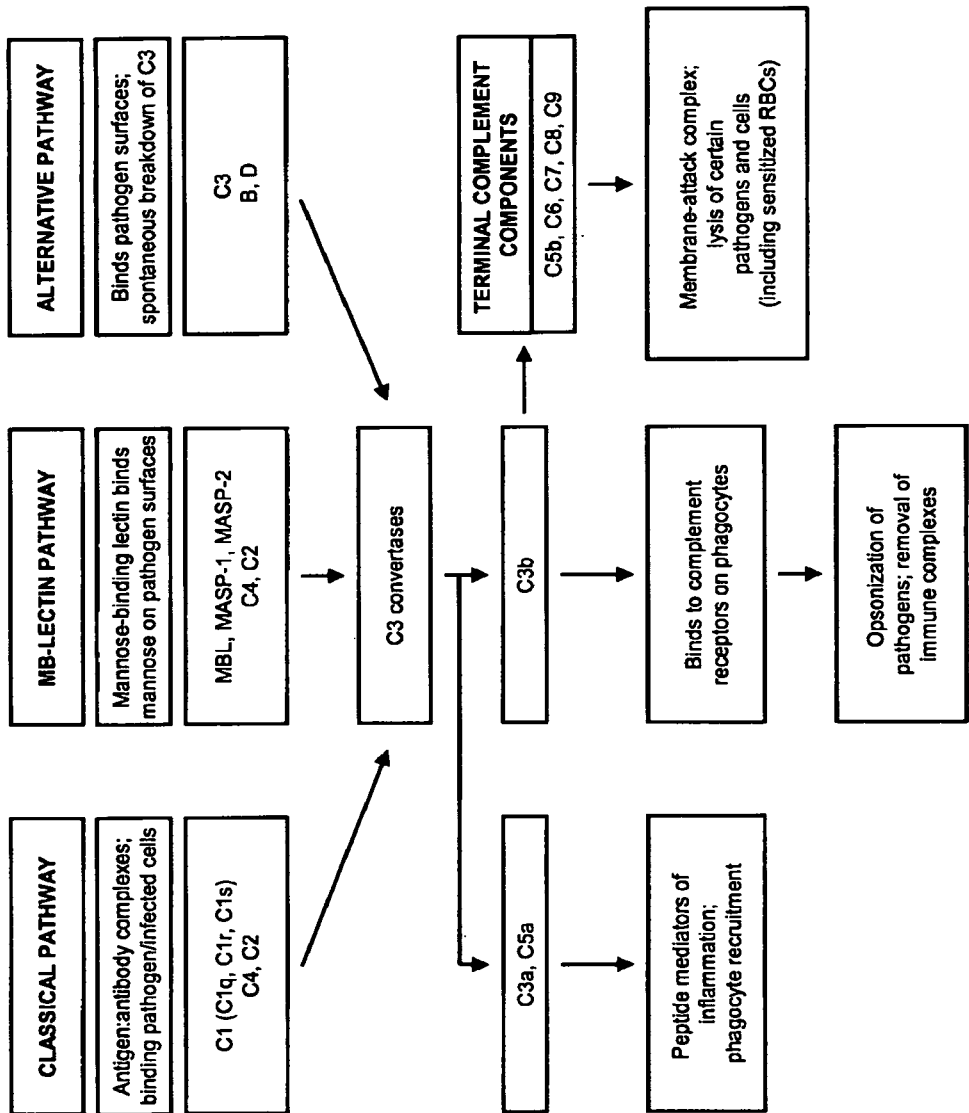 CLASSICAL PATHWAY
Antigen:antibody complexes;
binding pathogen/infected cells
C1 (C1q, C1r, C1s)
C4, C2
MB-LECTIN PATHWAY
Mannose-binding lectin binds
mannose on pathogen surfaces
MBL, MASP-1, MASP-2
C4, C2
ALTERNATIVE PATHWAY
Binds pathogen surfaces;
spontaneous breakdown of C3
C3
B, D
C3 convertases
C3a, C5a
C3b
TERMINAL COMPLEMENT
COMPONENTS
C5b, C6, C7, C8, C9
Peptide mediators of
inflammation;
phagocyte recruitment
Binds to complement
receptors on phagocytes
Membrane-attack complex;
lysis of certain
pathogens and cells
(including sensitized RBCs)
Opsonization of
pathogens; removal of
immune complexes